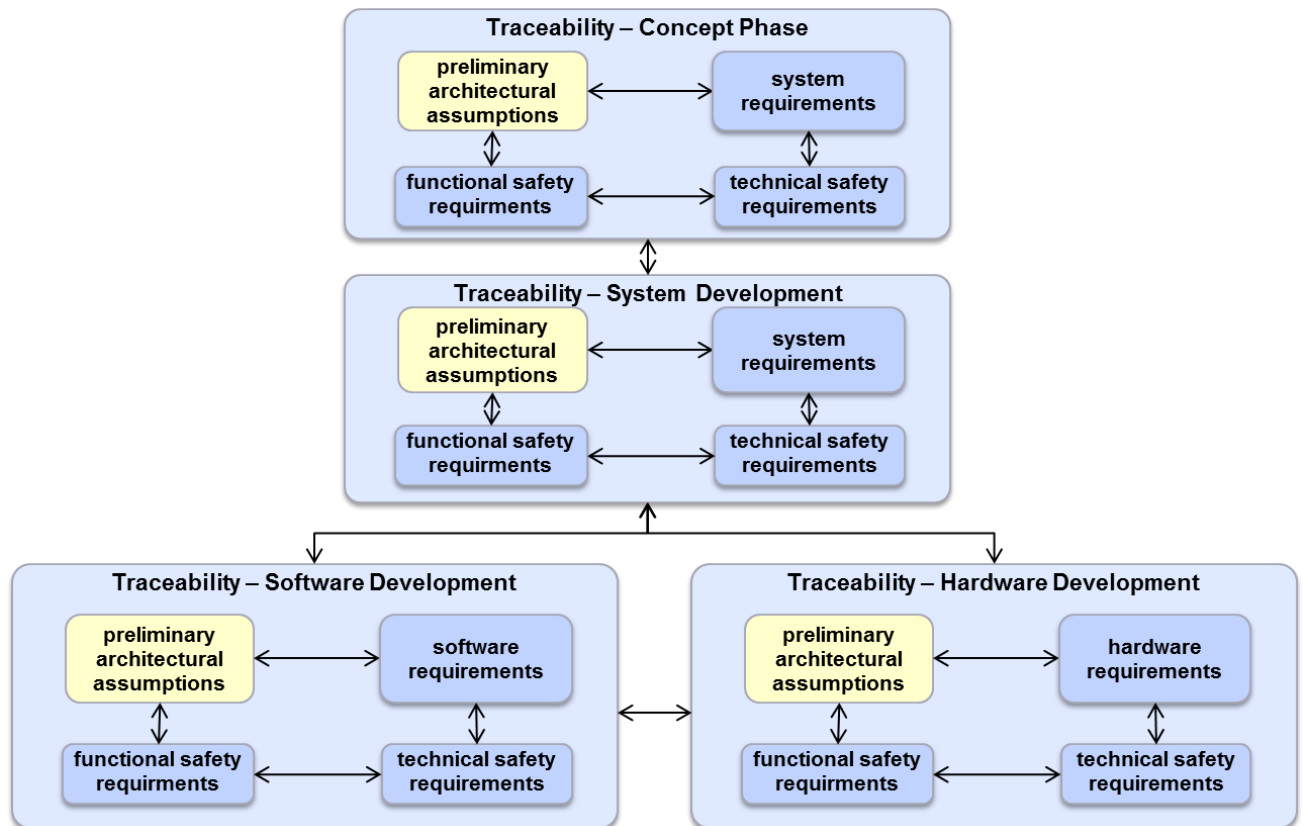 Traceability – Concept Phase
preliminary
architectural
assumptions
system
requirements
functional safety
requirments
technical safety
requirements
Traceability – System Development
preliminary
architectural
assumptions
system
requirements
functional safety
requirments
technical safety
requirements
Traceability – Software Development
preliminary
architectural
assumptions
software
requirements
functional safety
requirments
technical safety
requirements
Traceability – Hardware Development
preliminary
architectural
assumptions
hardware
requirements
functional safety
requirments
technical safety
requirements